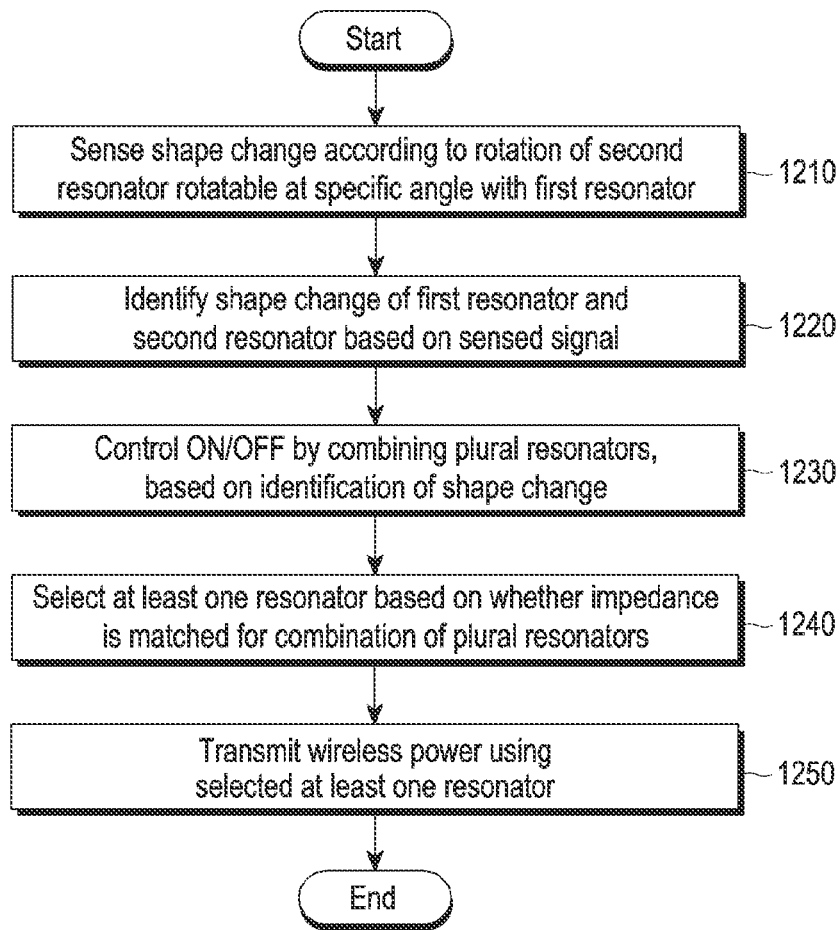 Start
Sense shape change according to rotation of second
resonator rotatable at specific angle with first resonator
1210
Identify shape change of first resonator and
second resonator based on sensed signal
1220
Control ON/OFF by combining plural resonators,
based on identification of shape change
1230
Select at least one resonator based on whether impedance
is matched for combination of plural resonators
1240
Transmit wireless power using
selected at least one resonator
1250
End